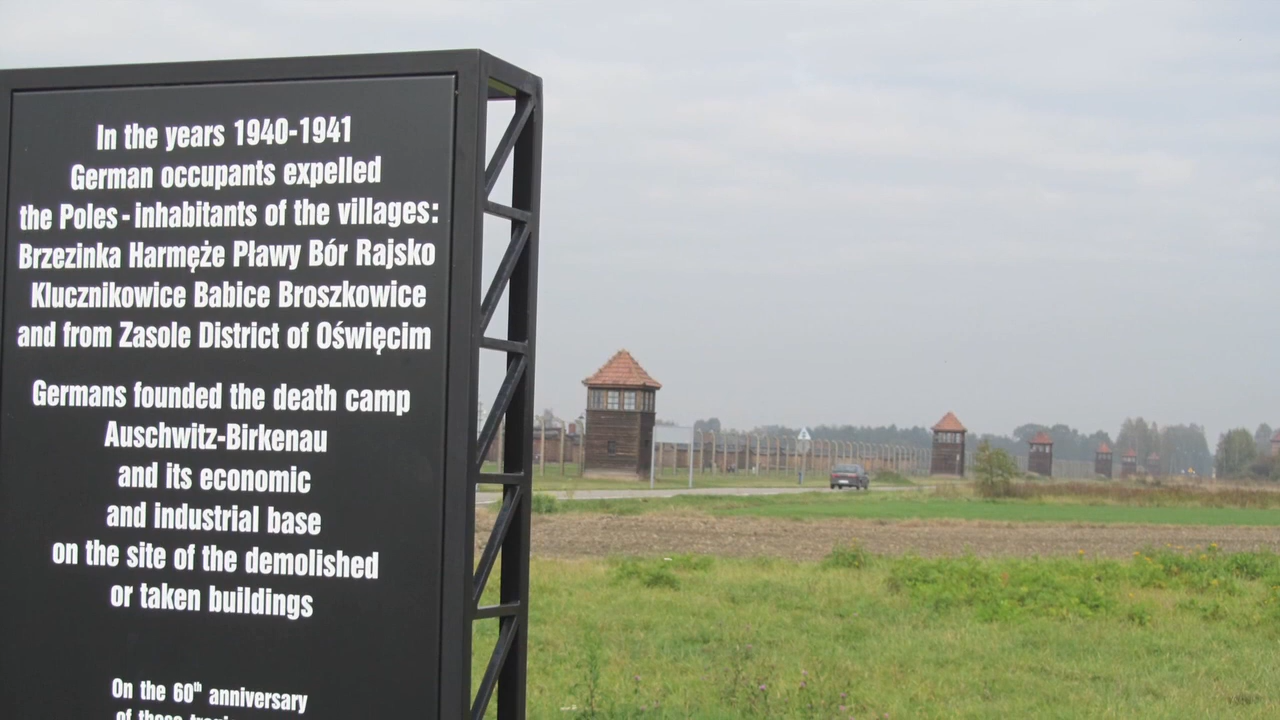 In the years 1940-1941
German occupants expelled
the Poles - inhabitants of the villages:
Brzezinka Harmęże Pławy Bór Rajsko
Klucznikowice Babice Broszkowice
and from Zasole District of Oświęcim
Germans founded the death camp
Auschwitz-Birkenau
and its economic
and industrial base
on the site of the demolished
or taken buildings
On the 60th anniversary
of these